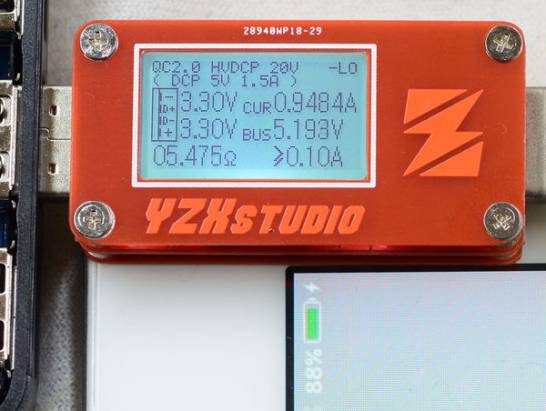 28940WP18-29
QC2.0 HVDCP 20V -LO
( DCP 5V 1.5A )
D+ 3.30V CUR 0.9484A
D- 3.30V BUS 5.193V
05.475Ω ≥0.10A
YZXSTUDIO
88%